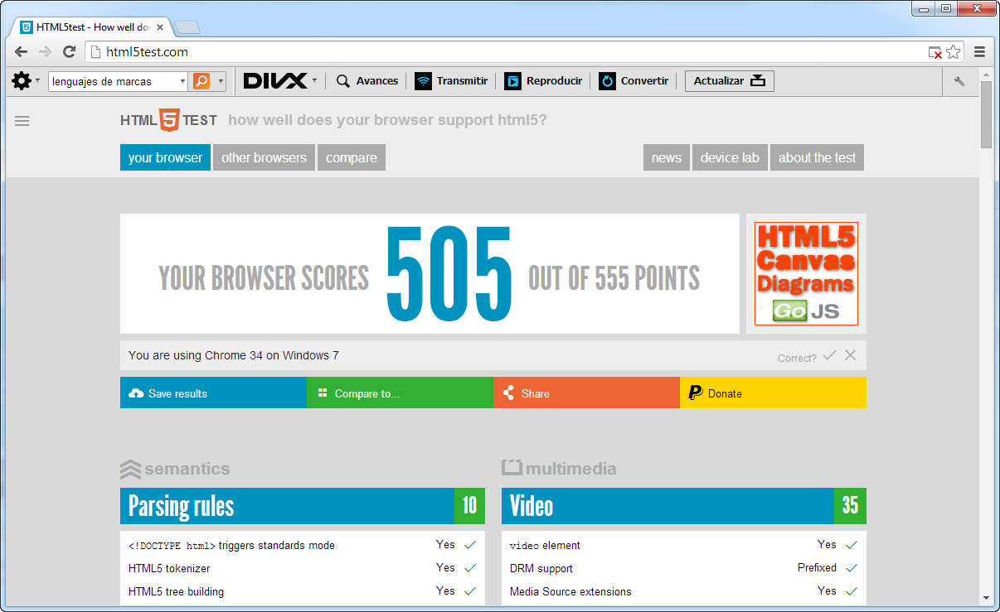 HTML5test - How well do
html5test.com
lenguajes de marcas
DIVX
Avances
Transmitir
Reproducir
Convertir
Actualizar
HTML 5 TEST how well does your browser support html5?
your browser other browsers compare news device lab about the test
YOUR BROWSER SCORES 505 OUT OF 555 POINTS
HTML5
Canvas
Diagrams
Go JS
You are using Chrome 34 on Windows 7 Correct?
Save results Compare to... Share Donate
semantics
Parsing rules 10
<!DOCTYPE html> triggers standards mode Yes
HTML5 tokenizer Yes
HTML5 tree building Yes
multimedia
Video 35
video element Yes
DRM support Prefixed
Media Source extensions Yes